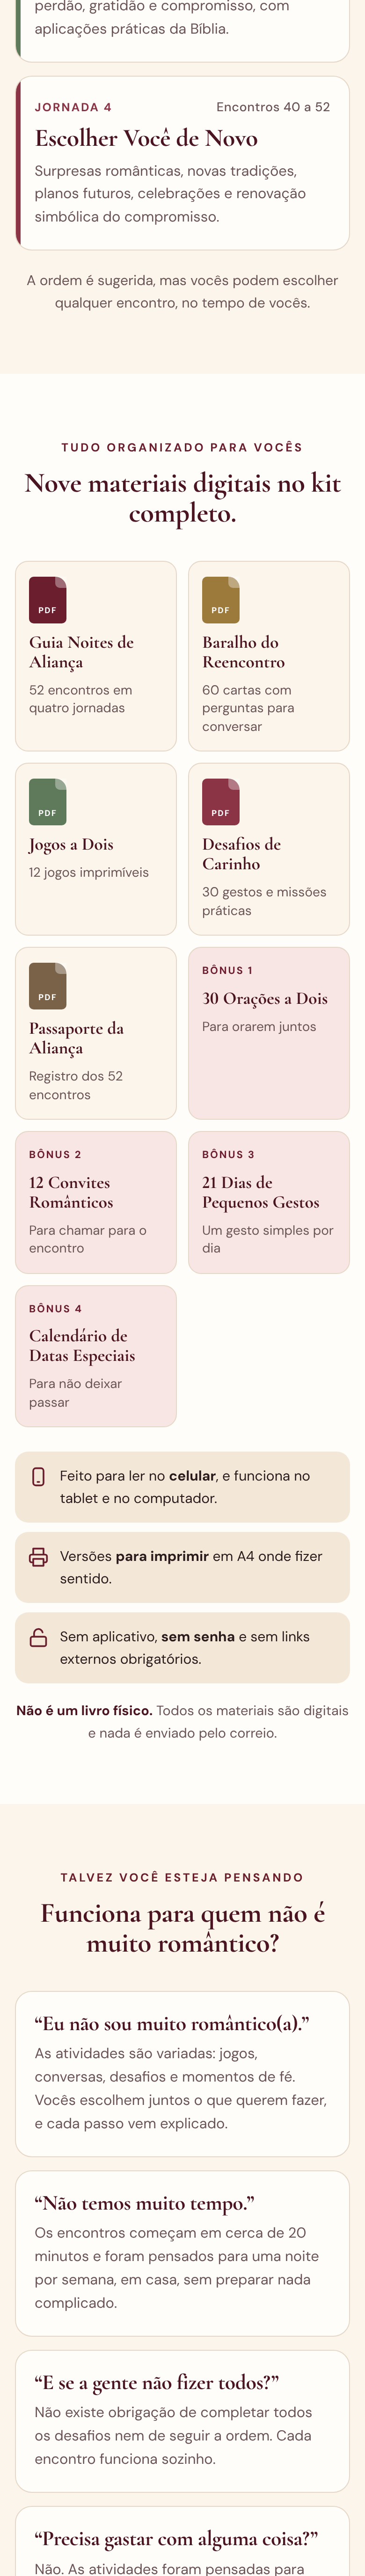 perdão, gratidão e compromisso, com
aplicações práticas da Bíblia.
JORNADA 4
Encontros 40 a 52
Escolher Você de Novo
Surpresas românticas, novas tradições,
planos futuros, celebrações e renovação
simbólica do compromisso.
A ordem é sugerida, mas vocês podem escolher
qualquer encontro, no tempo de vocês.
TUDO ORGANIZADO PARA VOCÊS
Nove materiais digitais no kit
completo.
PDF
Guia Noites de
Aliança
52 encontros em
quatro jornadas
PDF
Baralho do
Reencontro
60 cartas com
perguntas para
conversar
PDF
Jogos a Dois
12 jogos imprimíveis
PDF
Desafios de
Carinho
30 gestos e missões
práticas
PDF
Passaporte da
Aliança
Registro dos 52
encontros
BÔNUS 1
30 Orações a Dois
Para orarem juntos
BÔNUS 2
12 Convites
Românticos
Para chamar para o
encontro
BÔNUS 3
21 Dias de
Pequenos Gestos
Um gesto simples por
dia
BÔNUS 4
Calendário de
Datas Especiais
Para não deixar
passar
Feito para ler no celular, e funciona no
tablet e no computador.
Versões para imprimir em A4 onde fizer
sentido.
Sem aplicativo, sem senha e sem links
externos obrigatórios.
Não é um livro físico. Todos os materiais são digitais
e nada é enviado pelo correio.
TALVEZ VOCÊ ESTEJA PENSANDO
Funciona para quem não é
muito romântico?
“Eu não sou muito romântico(a).”
As atividades são variadas: jogos,
conversas, desafios e momentos de fé.
Vocês escolhem juntos o que querem fazer,
e cada passo vem explicado.
“Não temos muito tempo.”
Os encontros começam em cerca de 20
minutos e foram pensados para uma noite
por semana, em casa, sem preparar nada
complicado.
“E se a gente não fizer todos?”
Não existe obrigação de completar todos
os desafios nem de seguir a ordem. Cada
encontro funciona sozinho.
“Precisa gastar com alguma coisa?”
Não. As atividades foram pensadas para